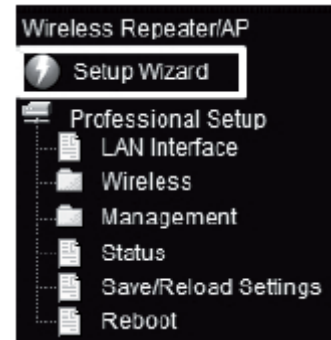 Wireless Repeater/AP
Setup Wizard
Professional Setup
LAN Interface
Wireless
Management
Status
Save/Reload Settings
Reboot